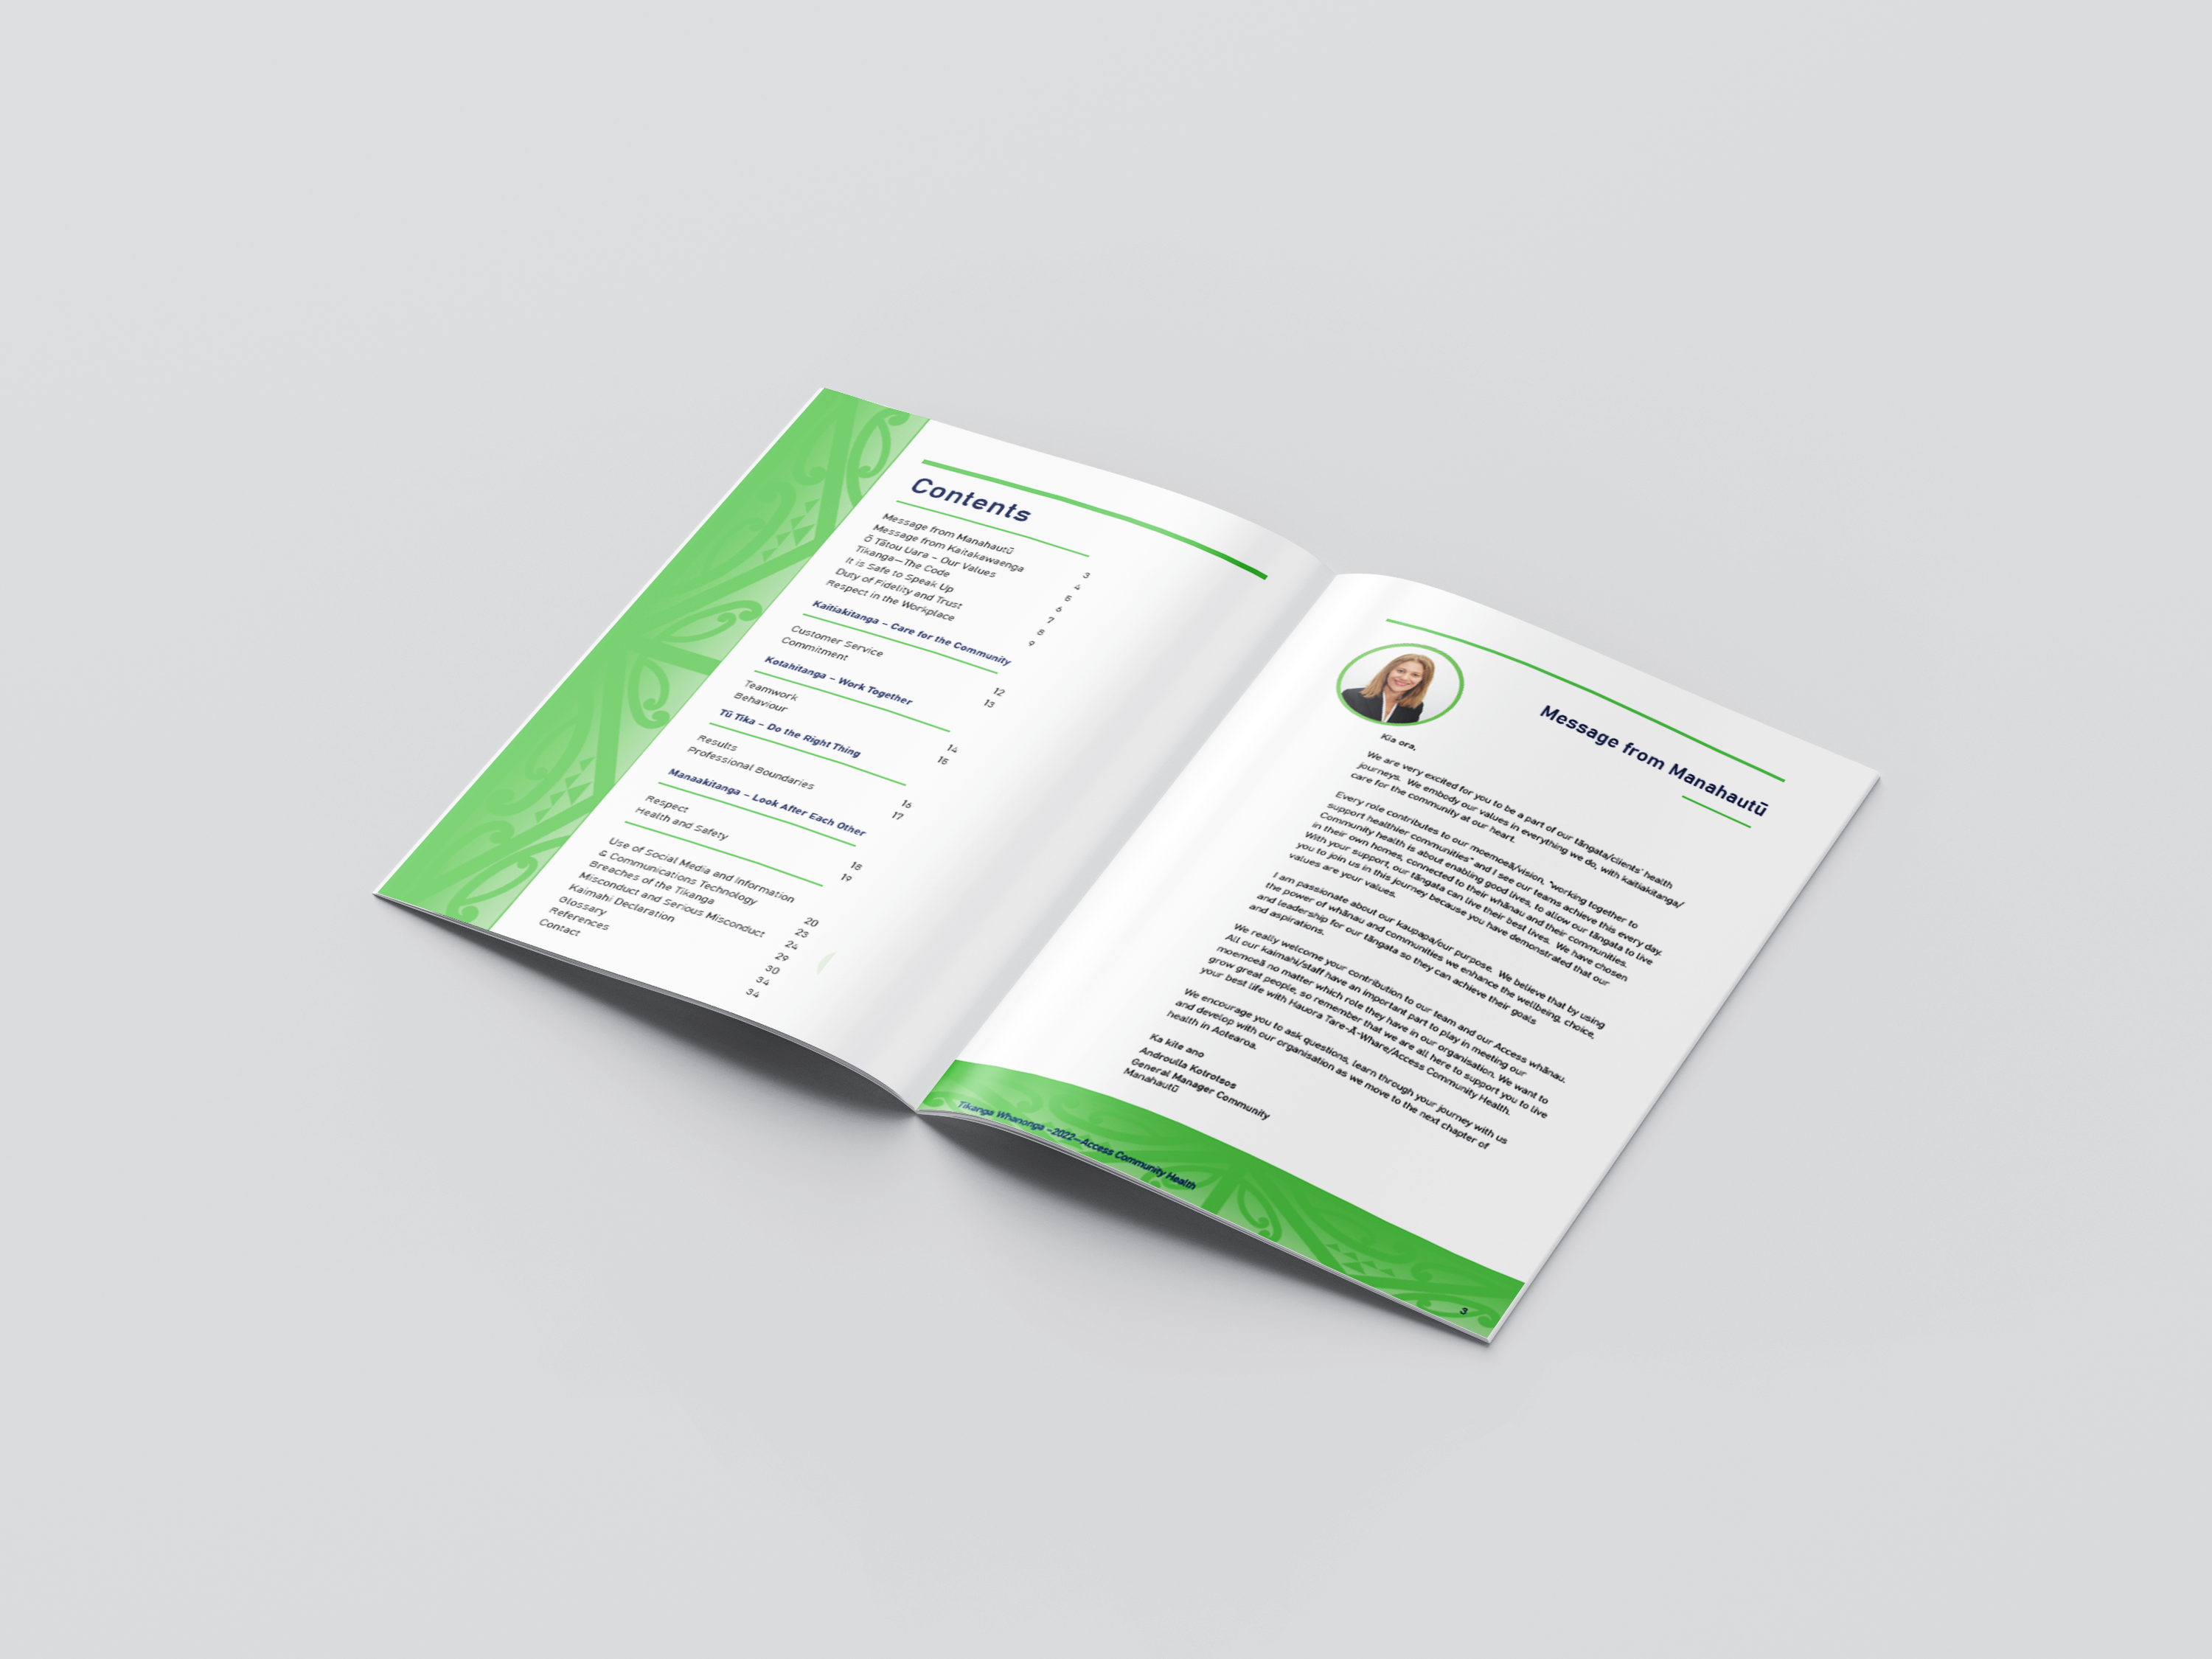 Contents
Message from Manahautū 3
Message from Kaitakawaenga 4
Ō Tātou Uara – Our Values 5
Tikanga—The Code 6
It is Safe to Speak Up 7
Duty of Fidelity and Trust 8
Respect in the Workplace 9
Kaitiakitanga – Care for the Community
Customer Service 12
Commitment 13
Kotahitanga – Work Together
Teamwork 14
Behaviour 15
Tū Tika – Do the Right Thing
Results 16
Professional Boundaries 17
Manaakitanga – Look After Each Other
Respect 18
Health and Safety 19
Use of Social Media and Information
& Communications Technology 20
Breaches of the Tikanga 23
Misconduct and Serious Misconduct 24
Kaimahi Declaration 29
Glossary 30
References 34
Contact 34
Message from Manahautū
Kia ora,
We are very excited for you to be a part of our tāngata/clients' health
journeys. We embody our values in everything we do, with kaitiakitanga/
care for the community at our heart.
Every role contributes to our moemoeā/vision, "working together to
support healthier communities" and I see our teams achieve this every day.
Community health is about enabling good lives, to allow our tāngata to live
in their own homes, connected to their whānau and their communities.
With your support, our tāngata can live their best lives. We have chosen
you to join us in this journey because you have demonstrated that our
values are your values.
I am passionate about our kaupapa/our purpose. We believe that by using
the power of whānau and communities we enhance the wellbeing, choice,
and leadership for our tāngata so they can achieve their goals
and aspirations.
We really welcome your contribution to our team and our Access whānau.
All our kaimahi/staff have an important part to play in meeting our
moemoeā no matter which role they have in our organisation. We want to
grow great people, so remember that we are all here to support you to live
your best life with Hauora Tare-Ā-Whare/Access Community Health.
We encourage you to ask questions, learn through your journey with us
and develop with our organisation as we move to the next chapter of
health in Aotearoa.
Ka kite ano
Androulla Kotrotsos
General Manager Community
Manahautū
Tikanga Whanonga –2022—Access Community Health
3